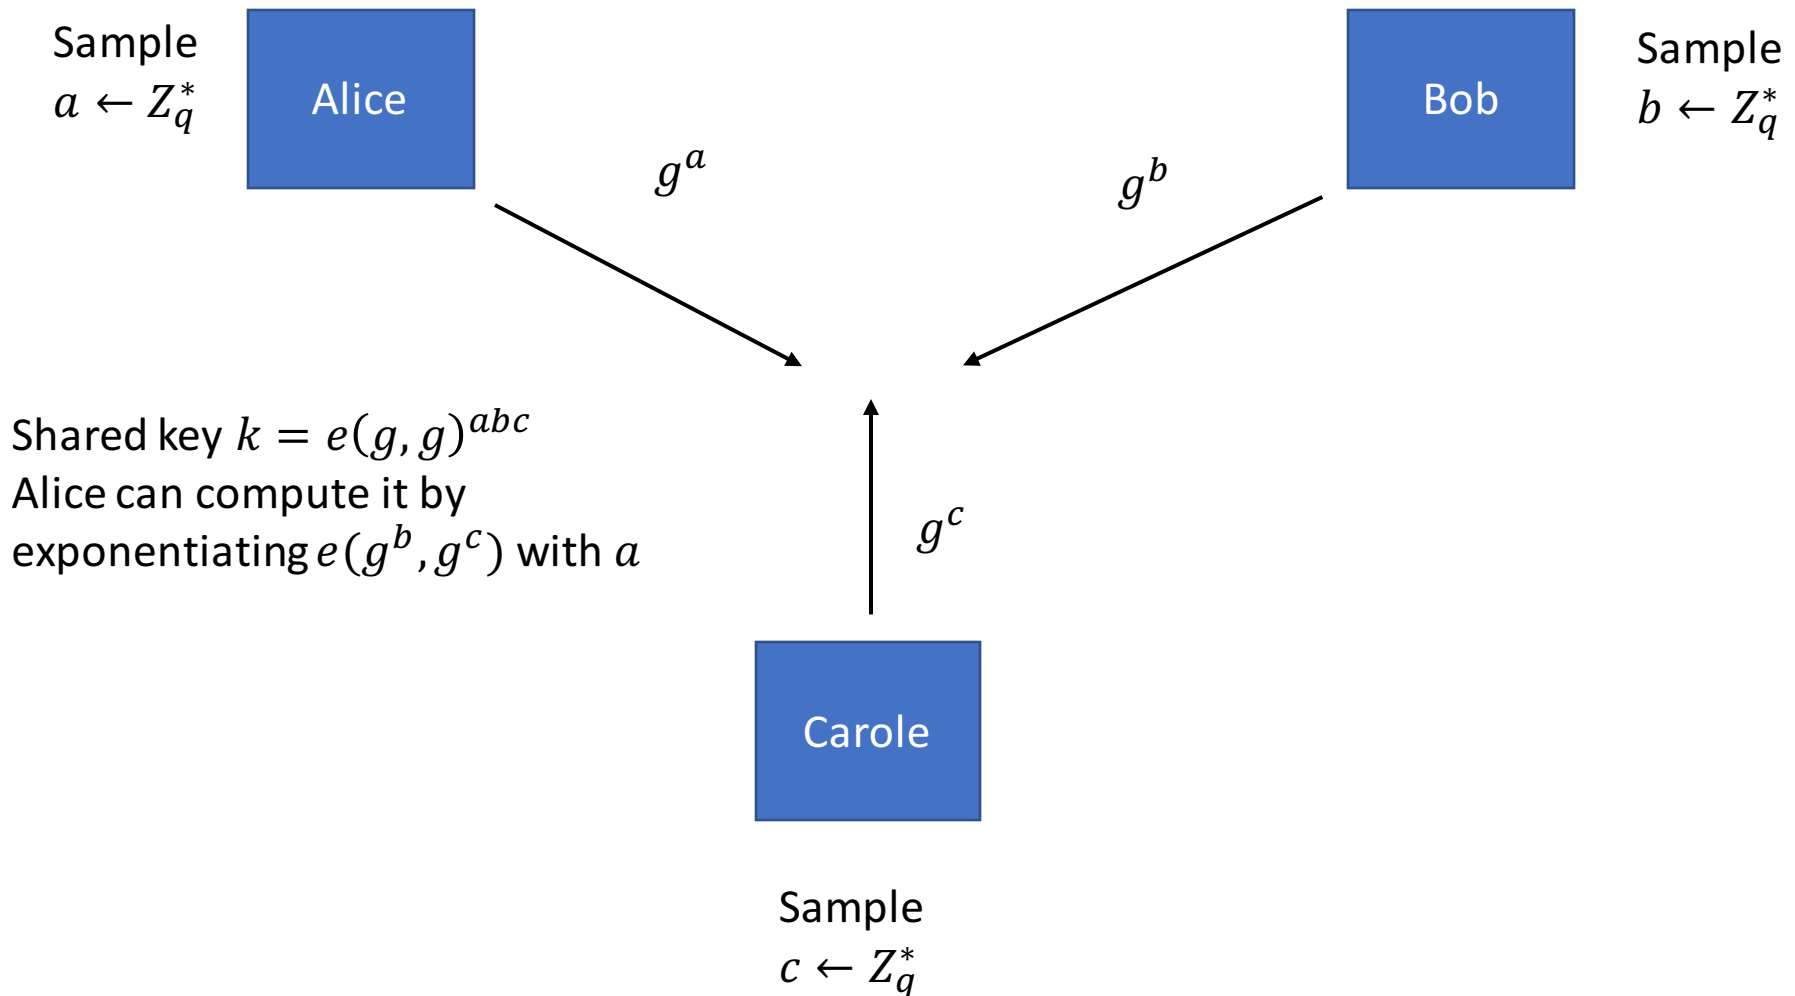 Sample
a ← Z_q^*
Alice
Bob
Sample
b ← Z_q^*
g^a
g^b
Shared key k = e(g, g)^{abc}
Alice can compute it by
exponentiating e(g^b, g^c) with a
g^c
Carole
Sample
c ← Z_q^*